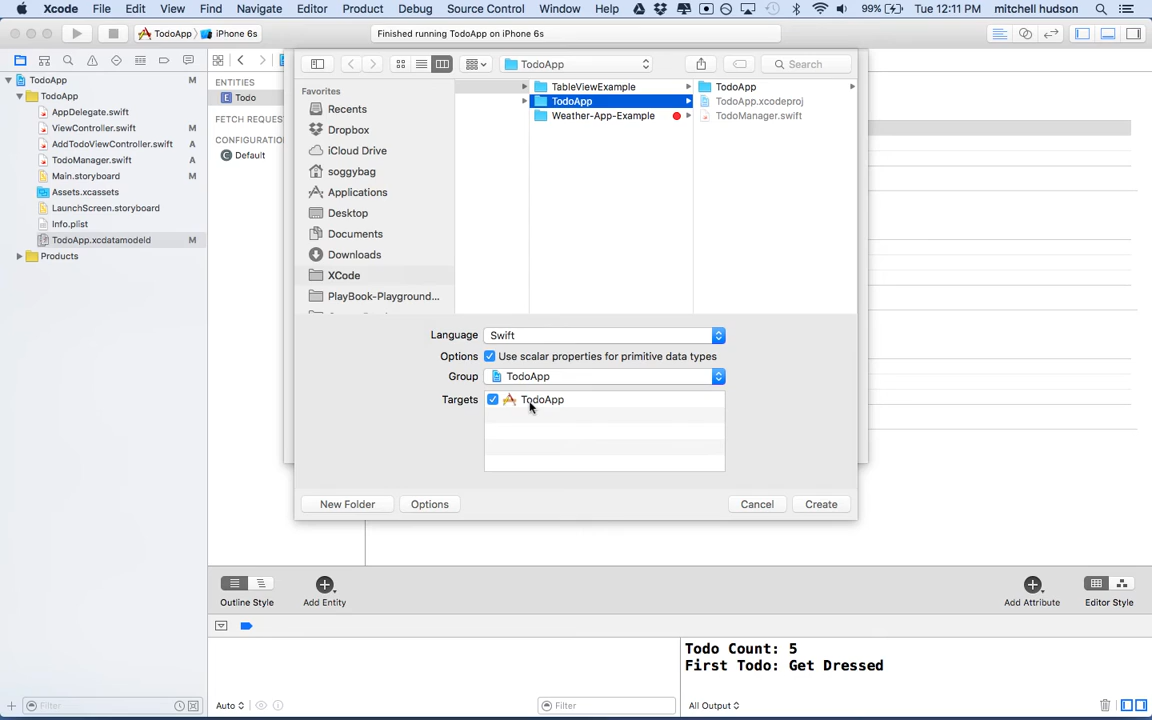 Xcode File Edit View Find Navigate Editor Product Debug Source Control Window Help 99% Tue 12:11 PM mitchell hudson
TodoApp iPhone 6s
Finished running TodoApp on iPhone 6s
TodoApp
Search
TodoApp M
TodoApp
AppDelegate.swift
ViewController.swift A
AddTodoViewController.swift A
TodoManager.swift A
Main.storyboard M
Assets.xcassets
LaunchScreen.storyboard
Info.plist
TodoApp.xcdatamodeld M
Products
ENTITIES
E Todo
FETCH REQUES
CONFIGURATIO
C Default
Favorites
Recents
Dropbox
iCloud Drive
soggybag
Applications
Desktop
Documents
Downloads
XCode
PlayBook-Playground...
TableViewExample
TodoApp
Weather-App-Example
TodoApp
TodoApp.xcodeproj
TodoManager.swift
Language Swift
Options Use scalar properties for primitive data types
Group TodoApp
Targets TodoApp
New Folder Options Cancel Create
Outline Style Add Entity Add Attribute Editor Style
Todo Count: 5
First Todo: Get Dressed
Filter
Auto
Filter
All Output